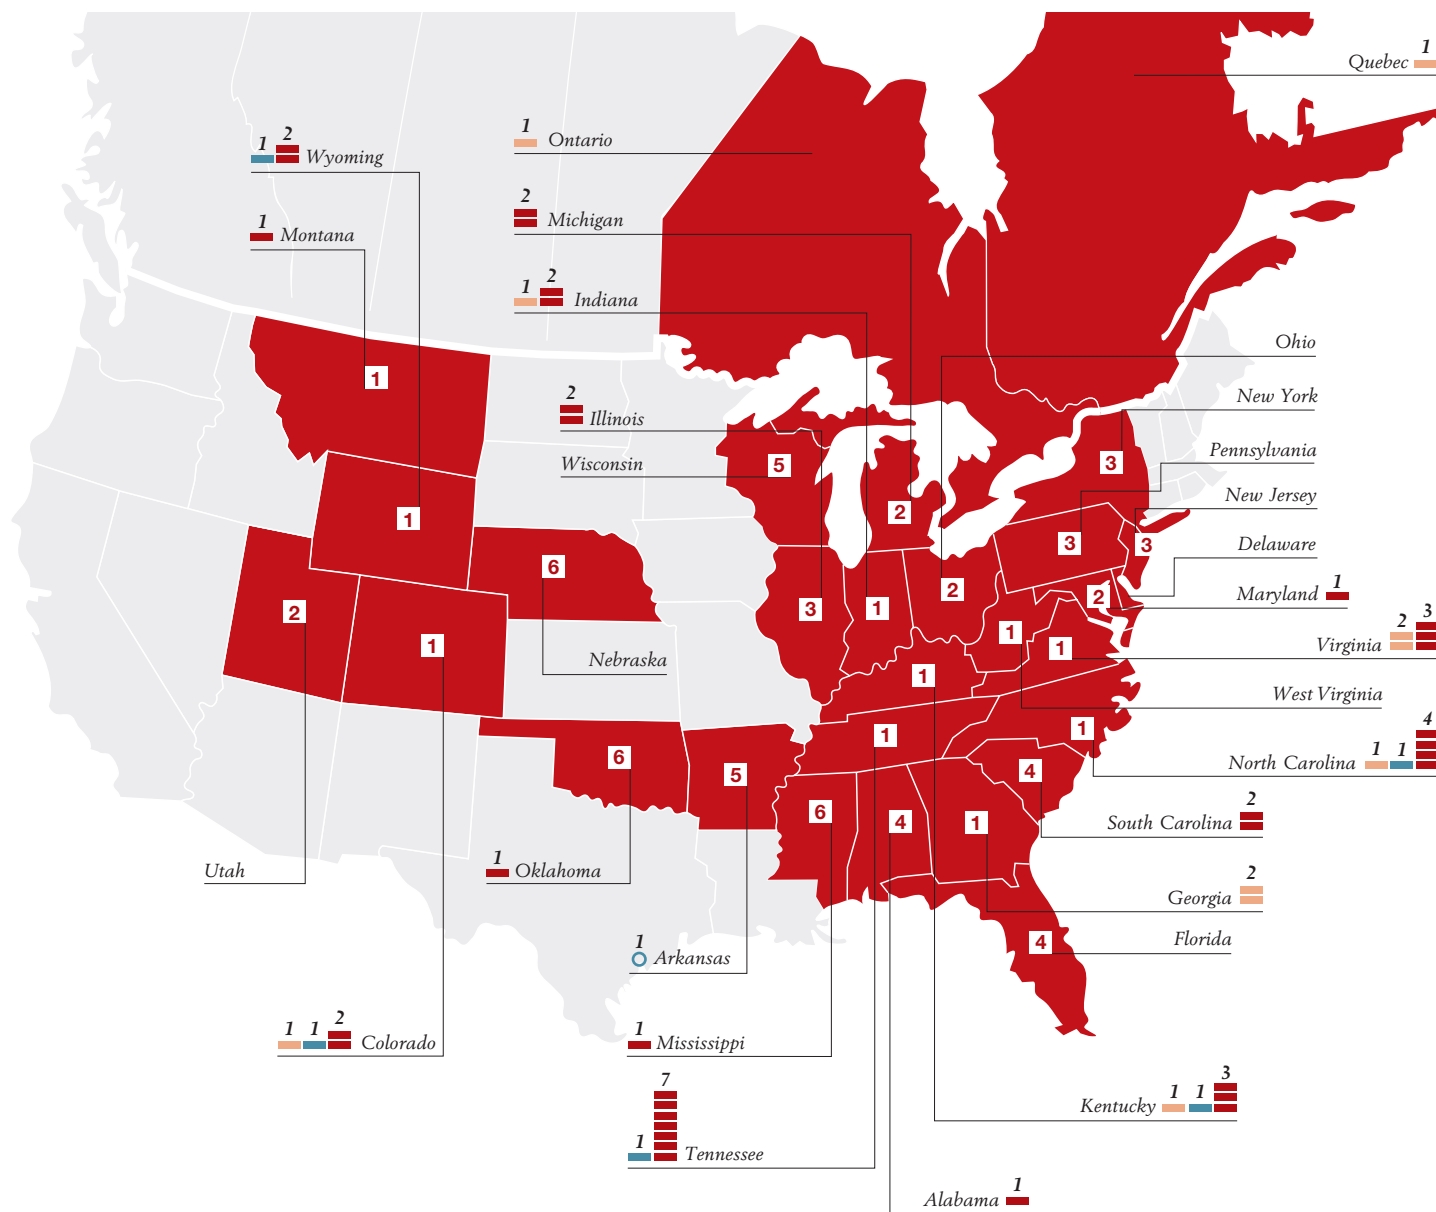 1
Quebec
1
Ontario
1 2
Wyoming
2
Michigan
1
Montana
1 2
Indiana
Ohio
1
New York
2
Illinois
Wisconsin
5
3
Pennsylvania
New Jersey
1
2
3
3
Delaware
6
2
Maryland
1
2
3
1
2
2 3
Virginia
1
1
1
Nebraska
1
West Virginia
1
1
6
5
4
North Carolina
1 1 4
6
4
1
South Carolina
2
Utah
1
Oklahoma
Georgia
2
4
Florida
1
Arkansas
1 1 2
Colorado
1
Mississippi
7
1
Tennessee
Kentucky
1 1 3
Alabama
1